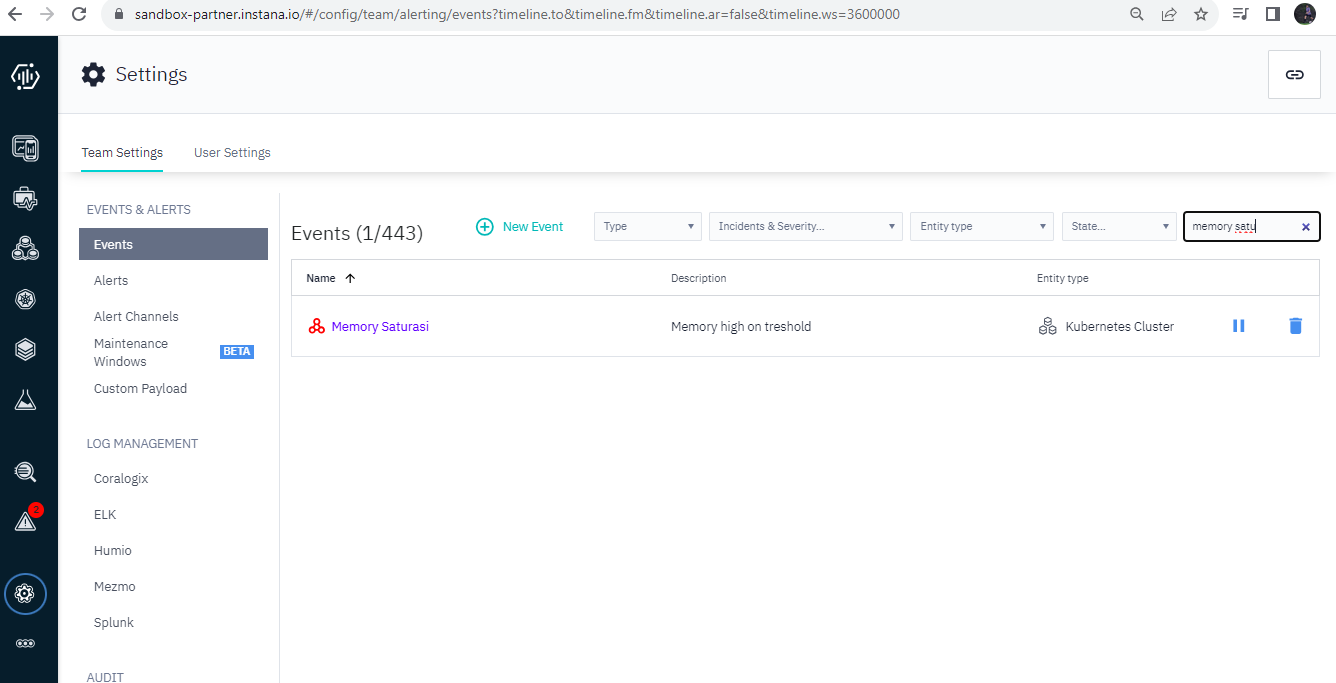 sandbox-partner.instana.io/#/config/team/alerting/events?timeline.to&timeline.fm&timeline.ar=false&timeline.ws=3600000
Settings
Team Settings
User Settings
EVENTS & ALERTS
Events
Alerts
Alert Channels
Maintenance
Windows
BETA
Custom Payload
LOG MANAGEMENT
Coralogix
ELK
Humio
Mezmo
Splunk
AUDIT
2
Events (1/443)
New Event
Type
Incidents & Severity...
Entity type
State...
memory satu
Name
Description
Entity type
Memory Saturasi
Memory high on treshold
Kubernetes Cluster